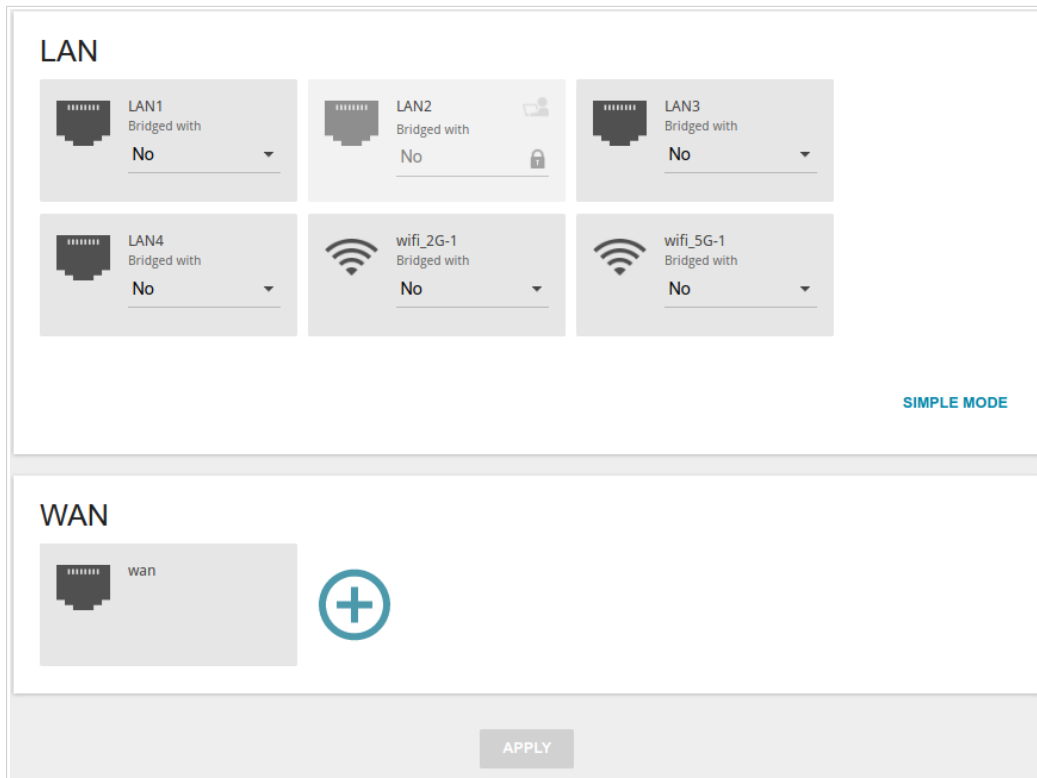 LAN
LAN1
Bridged with
No
LAN2
Bridged with
No
LAN3
Bridged with
No
LAN4
Bridged with
No
wifi_2G-1
Bridged with
No
wifi_5G-1
Bridged with
No
SIMPLE MODE
WAN
wan
APPLY